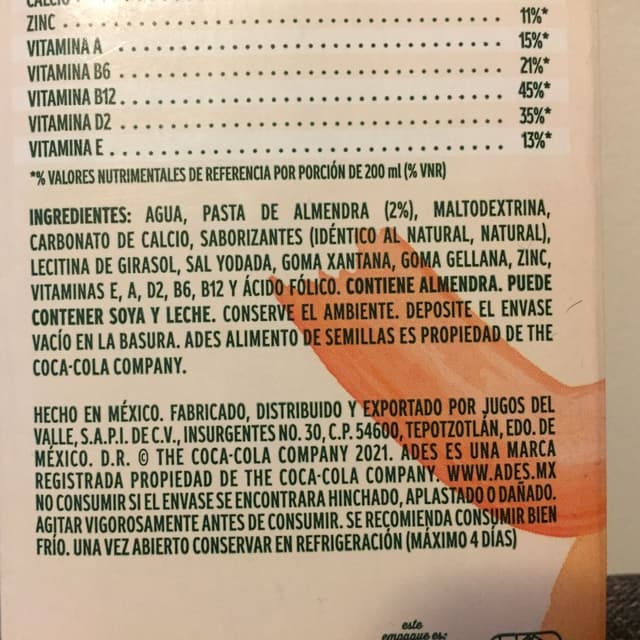 CALCIO
ZINC 11%*
VITAMINA A 15%*
VITAMINA B6 21%*
VITAMINA B12 45%*
VITAMINA D2 35%*
VITAMINA E 13%*
*% VALORES NUTRIMENTALES DE REFERENCIA POR PORCIÓN DE 200 ml (% VNR)
INGREDIENTES: AGUA, PASTA DE ALMENDRA (2%), MALTODEXTRINA,
CARBONATO DE CALCIO, SABORIZANTES (IDÉNTICO AL NATURAL, NATURAL),
LECITINA DE GIRASOL, SAL YODADA, GOMA XANTANA, GOMA GELLANA, ZINC,
VITAMINAS E, A, D2, B6, B12 Y ÁCIDO FÓLICO. CONTIENE ALMENDRA. PUEDE
CONTENER SOYA Y LECHE. CONSERVE EL AMBIENTE. DEPOSITE EL ENVASE
VACÍO EN LA BASURA. ADES ALIMENTO DE SEMILLAS ES PROPIEDAD DE THE
COCA-COLA COMPANY.
HECHO EN MÉXICO. FABRICADO, DISTRIBUIDO Y EXPORTADO POR JUGOS DEL
VALLE, S.A.P.I. DE C.V., INSURGENTES NO. 30, C.P. 54600, TEPOTZOTLÁN, EDO. DE
MÉXICO. D.R. © THE COCA-COLA COMPANY 2021. ADES ES UNA MARCA
REGISTRADA PROPIEDAD DE THE COCA-COLA COMPANY. WWW.ADES.MX
NO CONSUMIR SI EL ENVASE SE ENCONTRARA HINCHADO, APLASTADO O DAÑADO.
AGITAR VIGOROSAMENTE ANTES DE CONSUMIR. SE RECOMIENDA CONSUMIR BIEN
FRÍO. UNA VEZ ABIERTO CONSERVAR EN REFRIGERACIÓN (MÁXIMO 4 DÍAS)
este
empaque es: